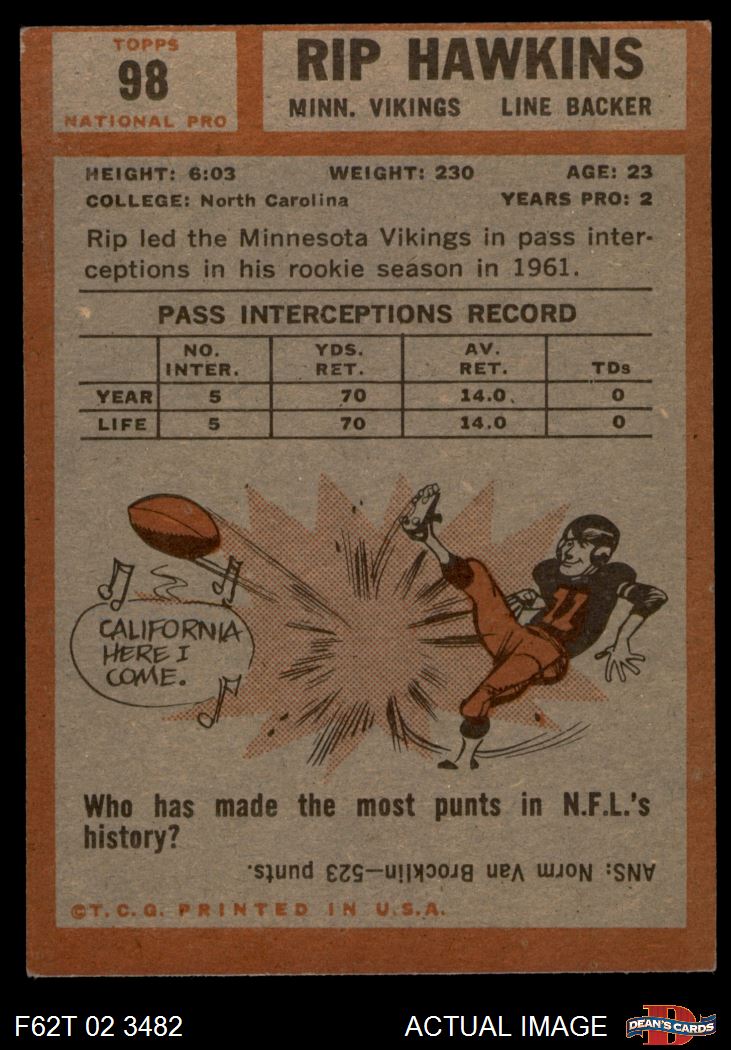 TOPPS
98
NATIONAL PRO
RIP HAWKINS
MINN. VIKINGS LINE BACKER
HEIGHT: 6:03 WEIGHT: 230 AGE: 23
COLLEGE: North Carolina YEARS PRO: 2
Rip led the Minnesota Vikings in pass inter-
ceptions in his rookie season in 1961.
PASS INTERCEPTIONS RECORD
NO. INTER. YDS. RET. AV. RET. TDs
YEAR 5 70 14.0 0
LIFE 5 70 14.0 0
CALIFORNIA
HERE I
COME.
11
Who has made the most punts in N.F.L.'s
history?
ANS: Norm Van Brocklin—523 punts.
©T.C.G. PRINTED IN U.S.A.
F62T 02 3482 ACTUAL IMAGE
D
DEAN'S CARDS